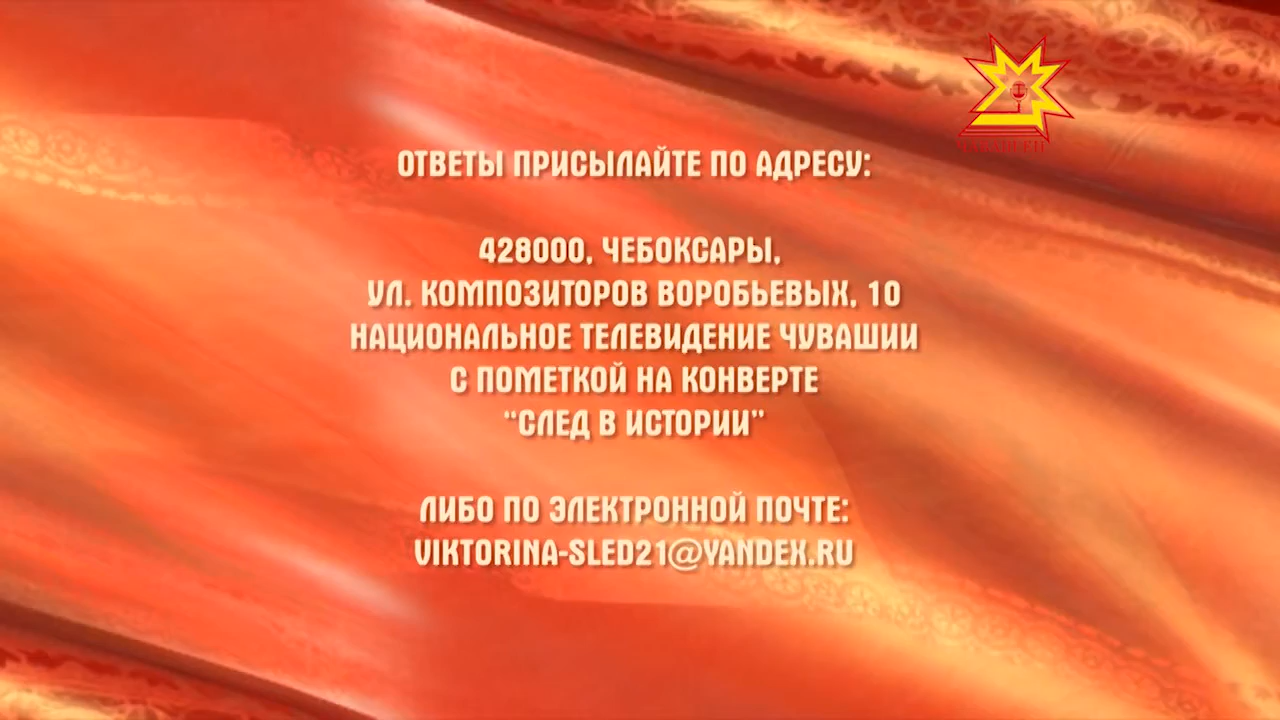 ОТВЕТЫ ПРИСЫЛАЙТЕ ПО АДРЕСУ:
428000, ЧЕБОКСАРЫ,
УЛ. КОМПОЗИТОРОВ ВОРОБЬЕВЫХ, 10
НАЦИОНАЛЬНОЕ ТЕЛЕВИДЕНИЕ ЧУВАШИИ
С ПОМЕТКОЙ НА КОНВЕРТЕ
"СЛЕД В ИСТОРИИ"
ЛИБО ПО ЭЛЕКТРОННОЙ ПОЧТЕ:
VIKTORINA-SLED21@YANDEX.RU